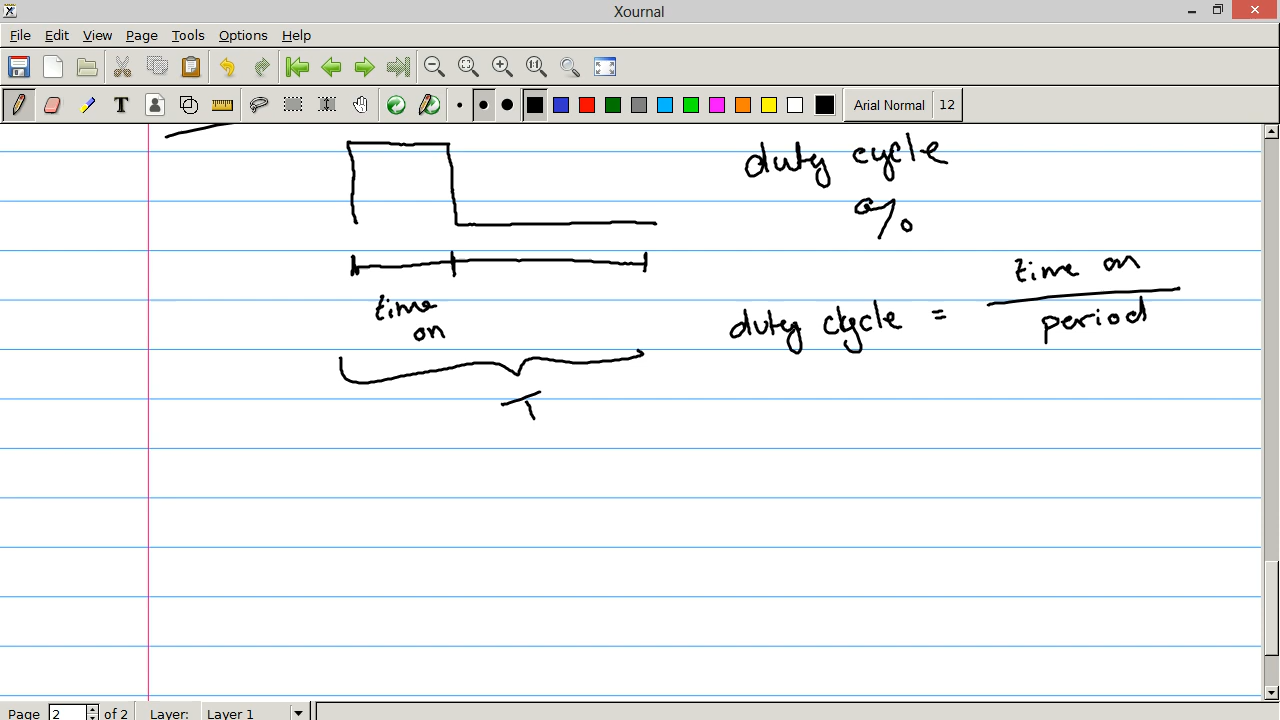 Xournal
File Edit View Page Tools Options Help
Arial Normal 12
duty cycle
%
time
on
T
duty cycle = time on
period
Page 2 of 2 Layer: Layer 1